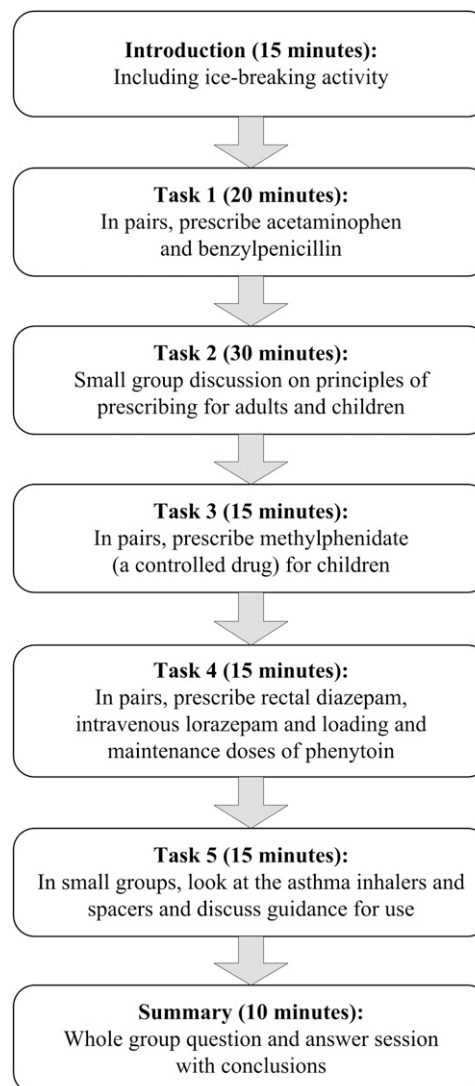 Introduction (15 minutes):
Including ice-breaking activity
Task 1 (20 minutes):
In pairs, prescribe acetaminophen
and benzylpenicillin
Task 2 (30 minutes):
Small group discussion on principles of
prescribing for adults and children
Task 3 (15 minutes):
In pairs, prescribe methylphenidate
(a controlled drug) for children
Task 4 (15 minutes):
In pairs, prescribe rectal diazepam,
intravenous lorazepam and loading and
maintenance doses of phenytoin
Task 5 (15 minutes):
In small groups, look at the asthma inhalers and
spacers and discuss guidance for use
Summary (10 minutes):
Whole group question and answer session
with conclusions